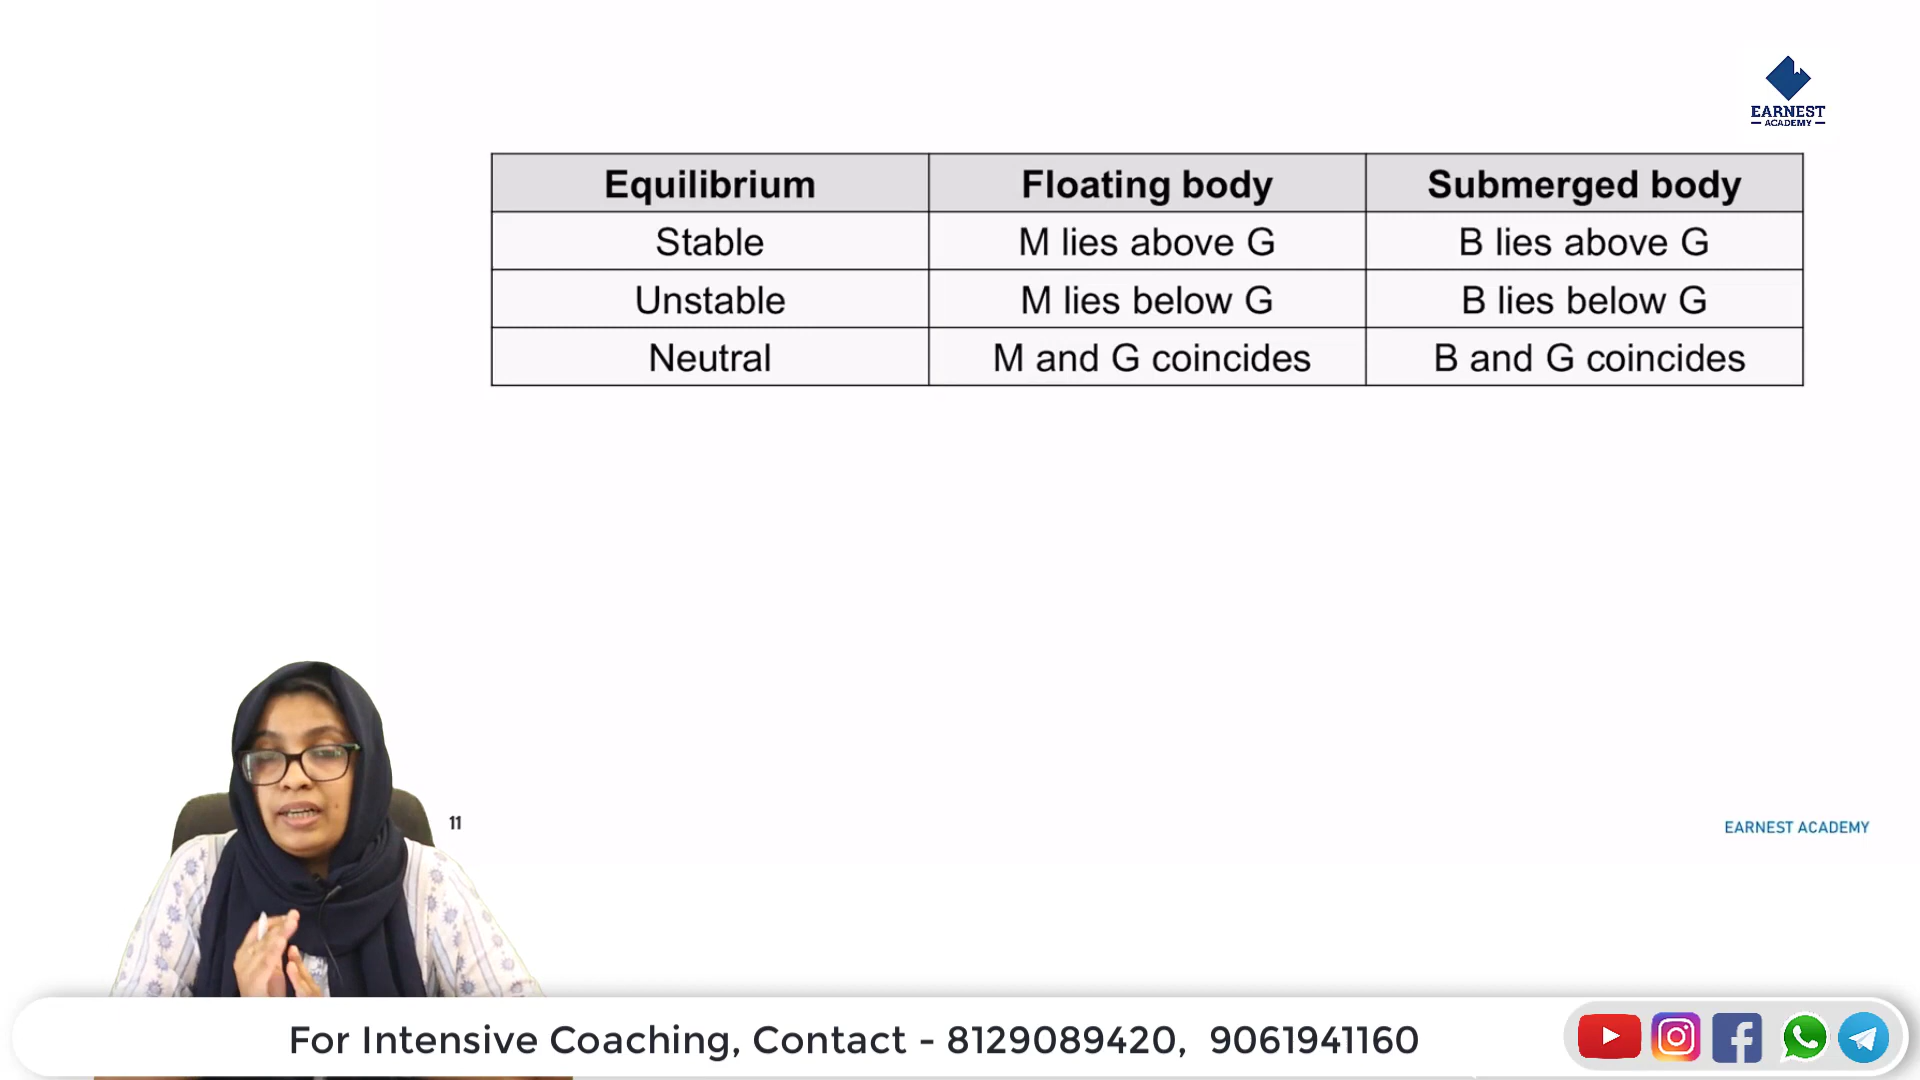 EARNEST
ACADEMY
Equilibrium Floating body Submerged body
Stable M lies above G B lies above G
Unstable M lies below G B lies below G
Neutral M and G coincides B and G coincides
11
EARNEST ACADEMY
For Intensive Coaching, Contact - 8129089420, 9061941160